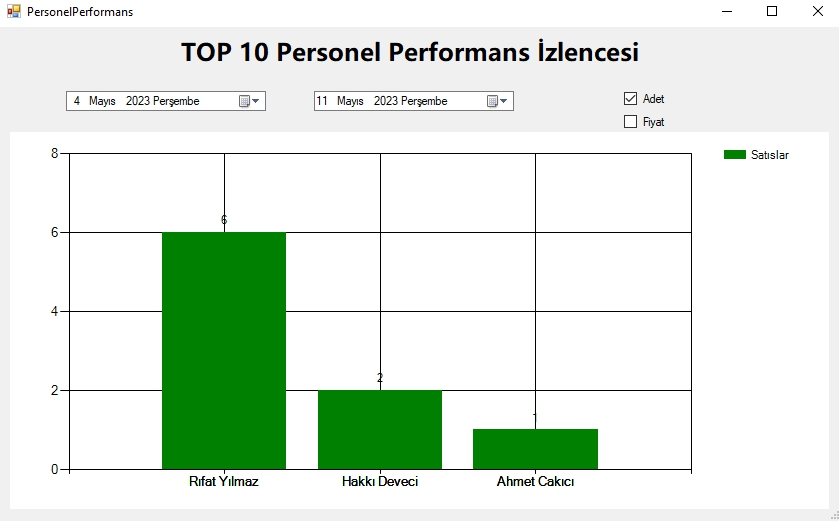 PersonelPerformans
TOP 10 Personel Performans İzlencesi
4 Mayıs 2023 Perşembe
11 Mayıs 2023 Perşembe
Adet
Fiyat
Satıslar
8
6
4
2
0
6
2
1
Rıfat Yılmaz
Hakkı Deveci
Ahmet Cakıcı